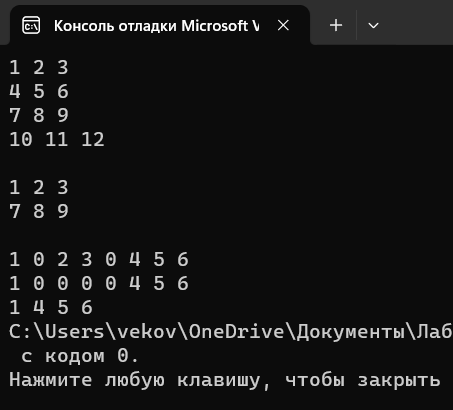 Консоль отладки Microsoft V
1 2 3
4 5 6
7 8 9
10 11 12
1 2 3
7 8 9
1 0 2 3 0 4 5 6
1 0 0 0 0 4 5 6
1 4 5 6
C:\Users\vekov\OneDrive\Документы\Лаб
с кодом 0.
Нажмите любую клавишу, чтобы закрыть